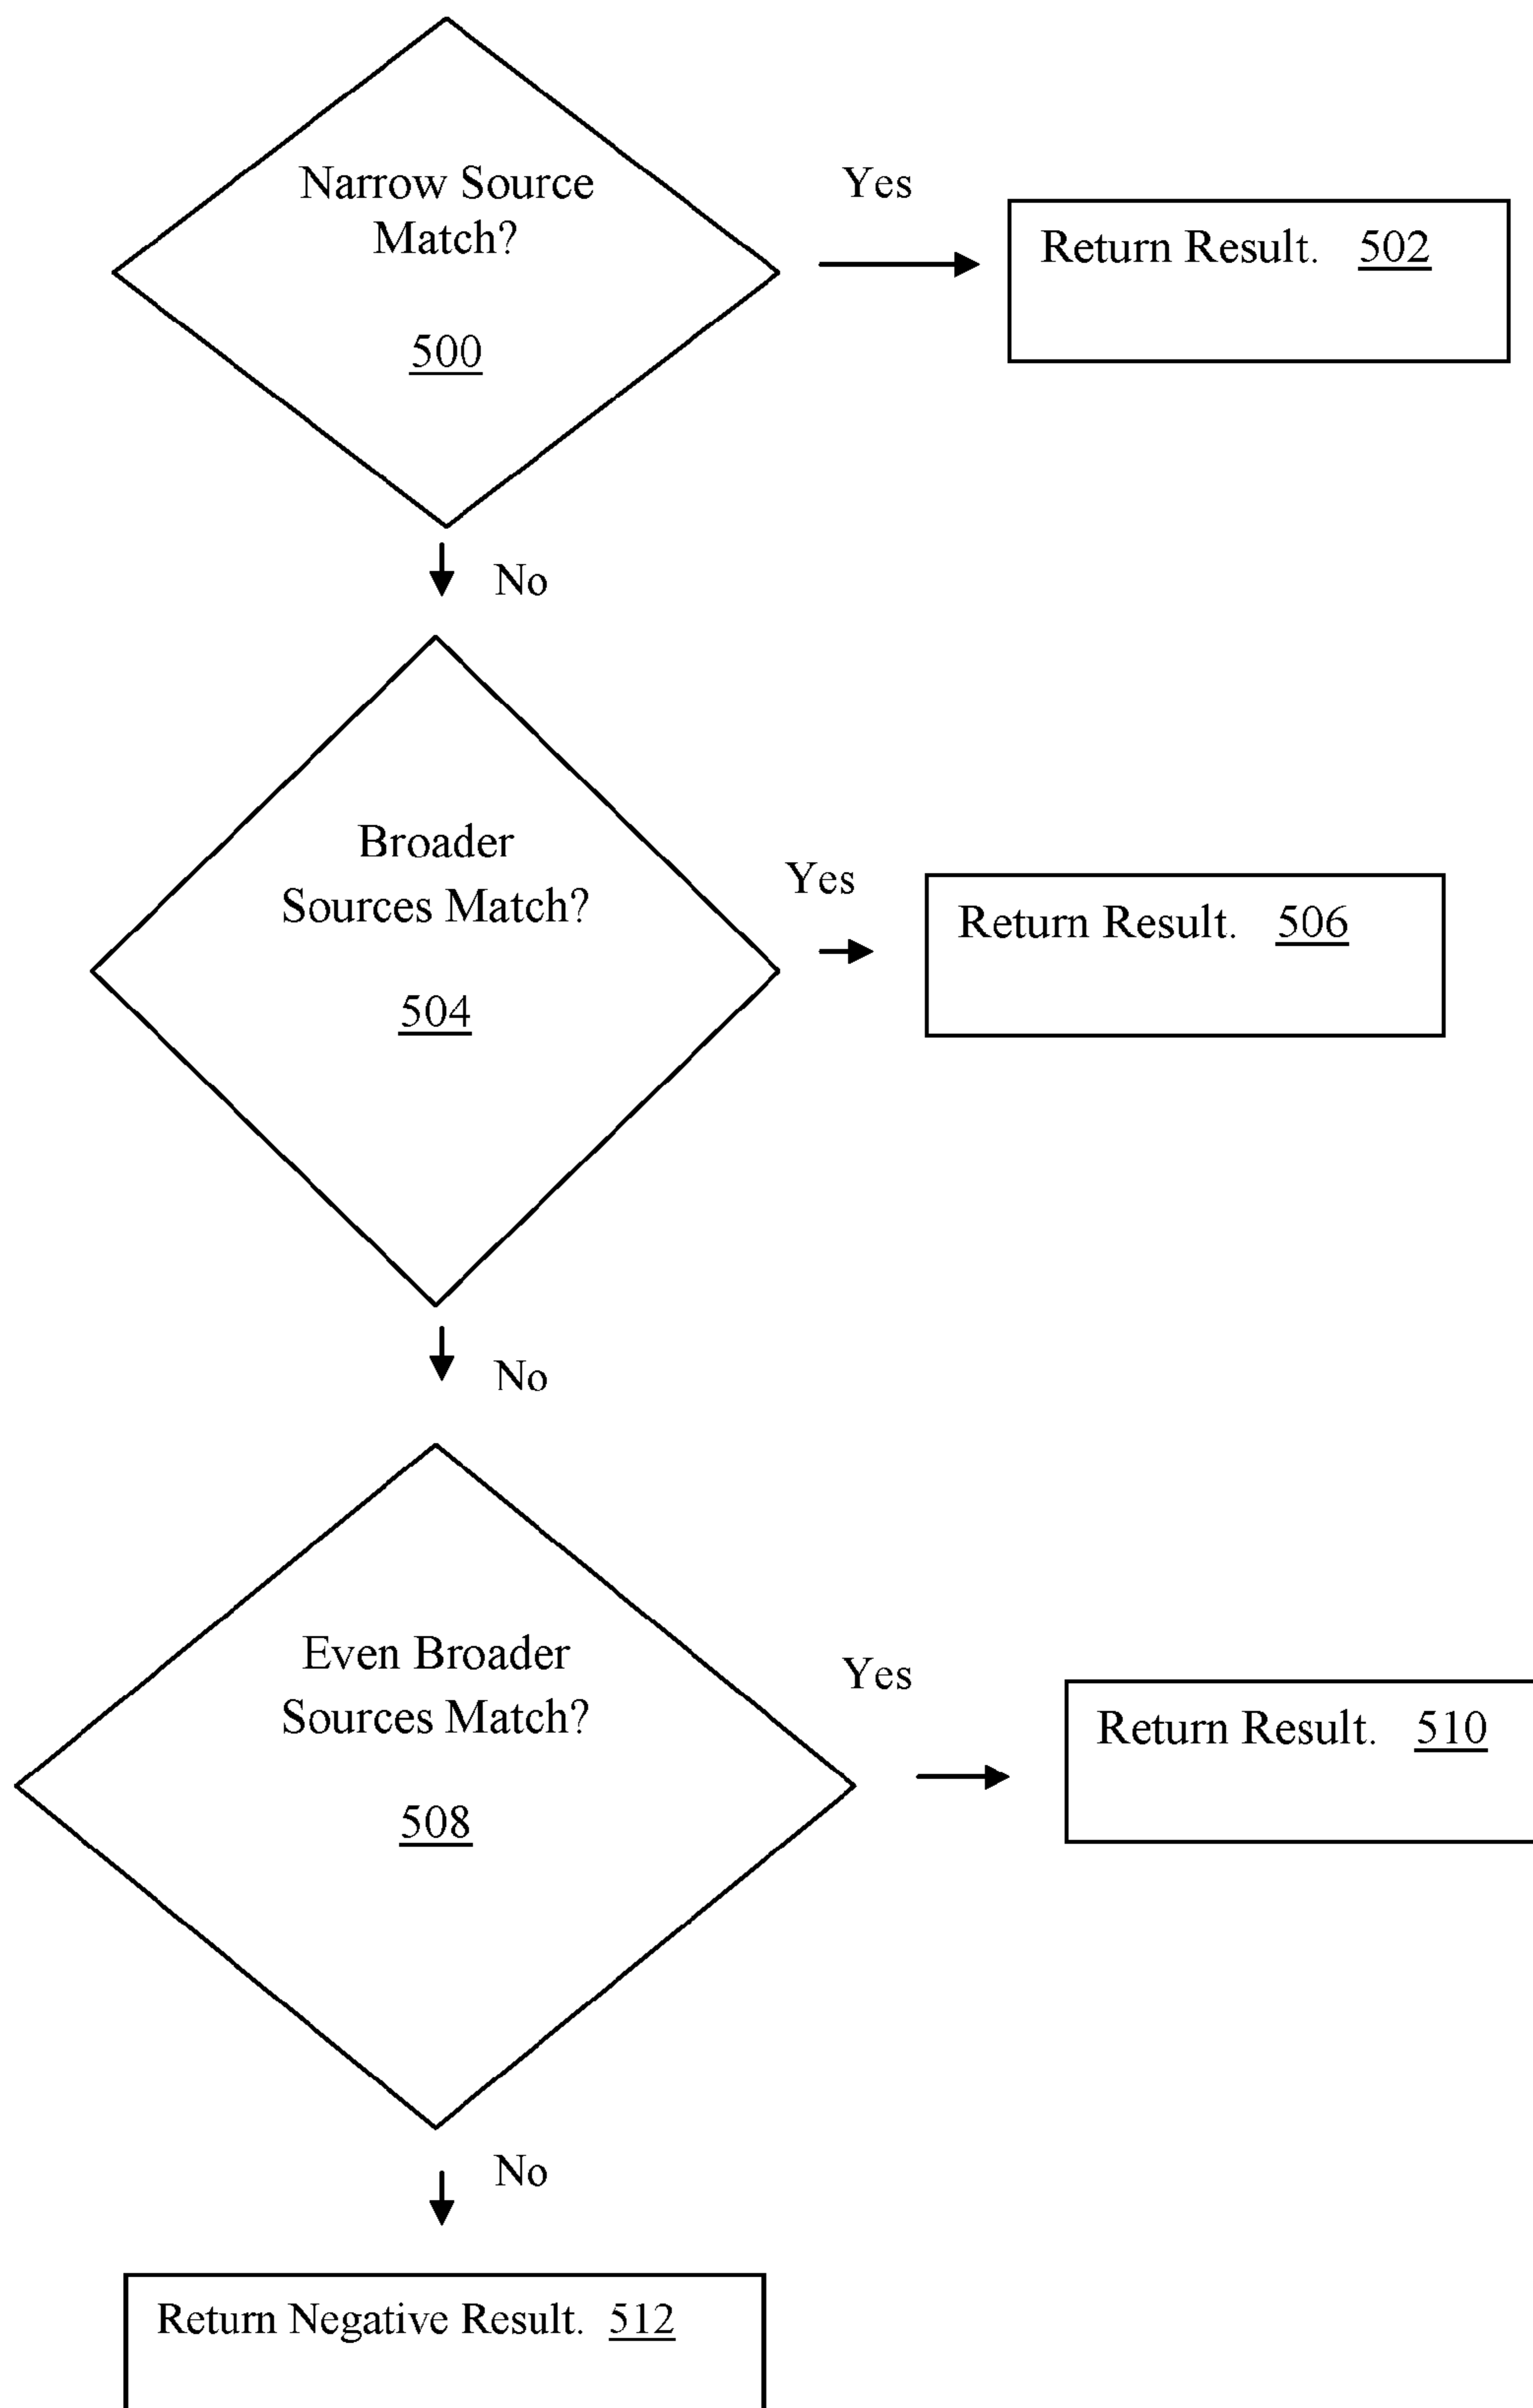 Narrow Source
Match?
500
Yes
Return Result. 502
No
Broader
Sources Match?
504
Yes
Return Result. 506
No
Even Broader
Sources Match?
508
Yes
Return Result. 510
No
Return Negative Result. 512